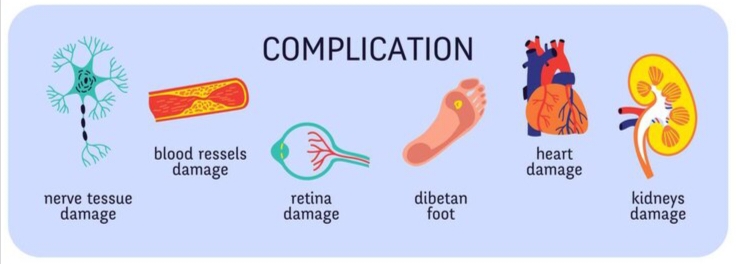 COMPLICATION
nerve tessue
damage
blood ressels
damage
retina
damage
dibetan
foot
heart
damage
kidneys
damage